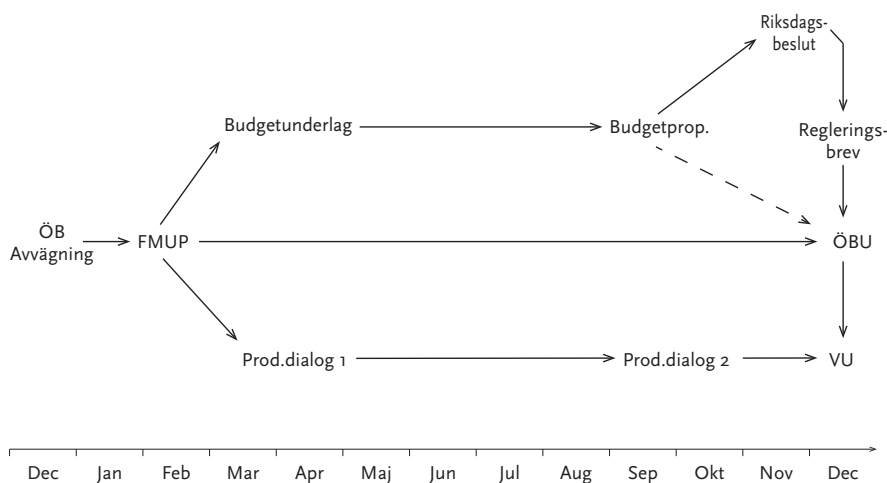 Riksdags-
beslut
Budgetunderlag
Budgetprop.
Reglerings-
brev
ÖB
Avvägning
FMUP
ÖBU
Prod.dialog 1
Prod.dialog 2
VU
Dec Jan Feb Mar Apr Maj Jun Jul Aug Sep Okt Nov Dec